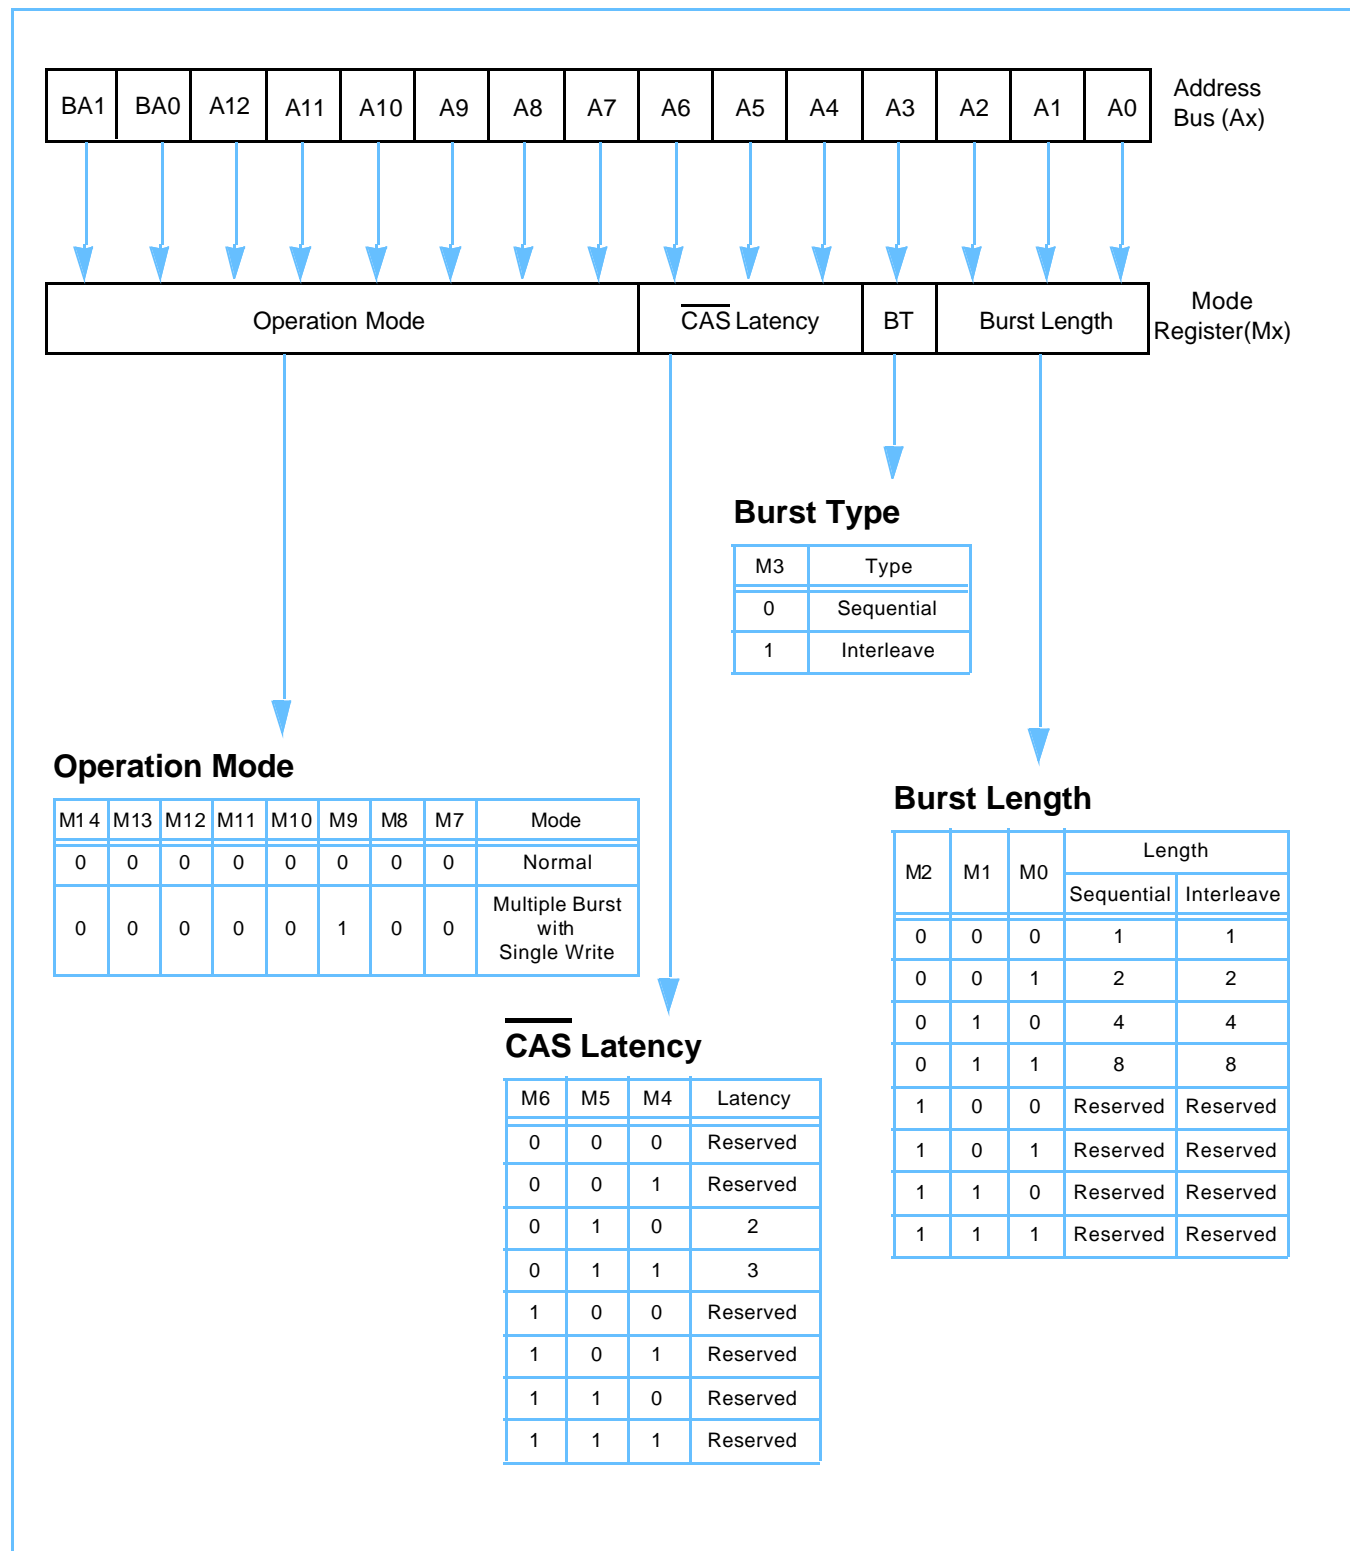 BA1 BA0 A12 A11 A10 A9 A8 A7 A6 A5 A4 A3 A2 A1 A0
Address
Bus (Ax)
Operation Mode CAS Latency BT Burst Length
Mode
Register(Mx)
Burst Type
M3 Type
0 Sequential
1 Interleave
Operation Mode
M14 M13 M12 M11 M10 M9 M8 M7 Mode
0 0 0 0 0 0 0 0 Normal
0 0 0 0 0 1 0 0 Multiple Burst
with
Single Write
Burst Length
M2 M1 M0 Length
Sequential Interleave
0 0 0 1 1
0 0 1 2 2
0 1 0 4 4
0 1 1 8 8
1 0 0 Reserved Reserved
1 0 1 Reserved Reserved
1 1 0 Reserved Reserved
1 1 1 Reserved Reserved
CAS Latency
M6 M5 M4 Latency
0 0 0 Reserved
0 0 1 Reserved
0 1 0 2
0 1 1 3
1 0 0 Reserved
1 0 1 Reserved
1 1 0 Reserved
1 1 1 Reserved